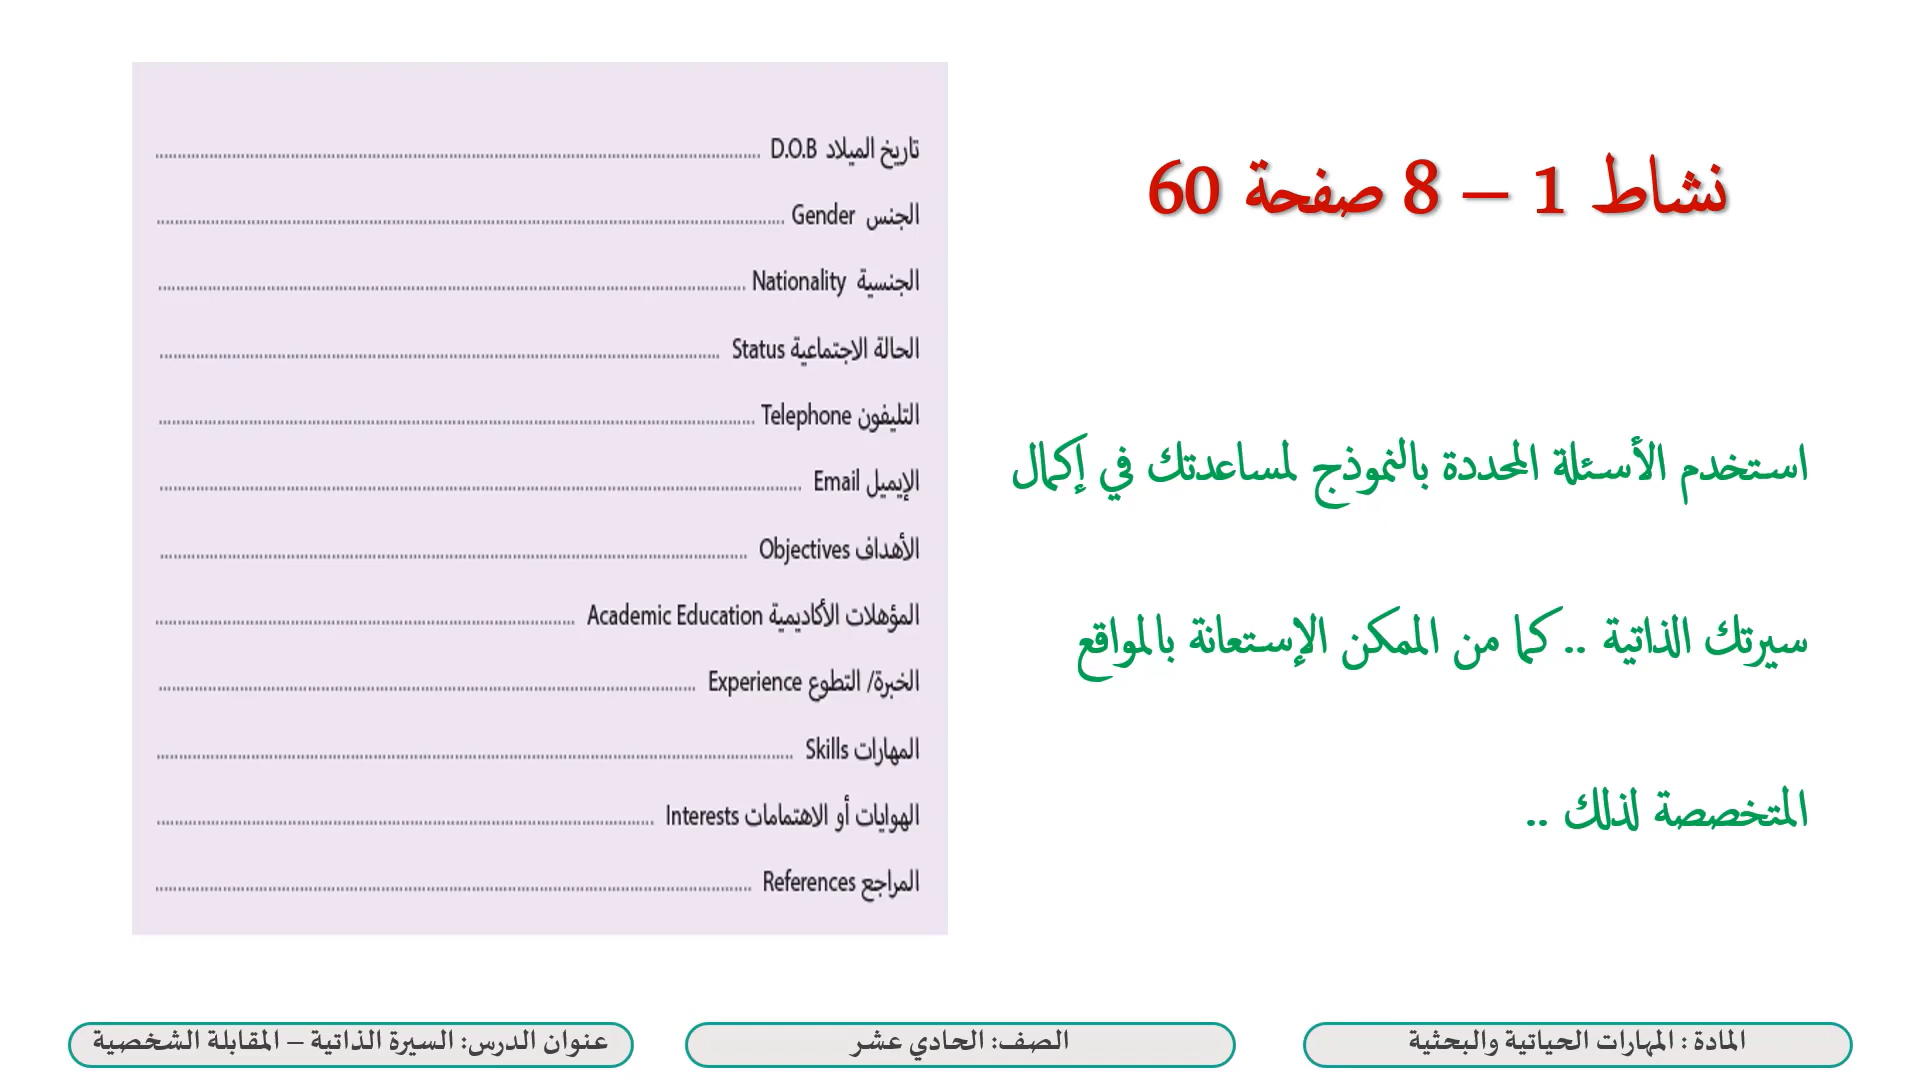 نشاط 1 – 8 صفحة 60
استخدم الأسئلة المحددة بالنموذج لمساعدتك في إكمال
سيرتك الذاتية .. كما من الممكن الإستعانة بالمواقع
المتخصصة لذلك ..
تاريخ الميلاد D.O.B ........................................
الجنس Gender ........................................
الجنسية Nationality ........................................
الحالة الاجتماعية Status ........................................
التليفون Telephone ........................................
الإيميل Email ........................................
الأهداف Objectives ........................................
المؤهلات الأكاديمية Academic Education ........................................
الخبرة/ التطوع Experience ........................................
المهارات Skills ........................................
الهوايات أو الاهتمامات Interests ........................................
المراجع References ........................................
المادة : المهارات الحياتية والبحثية
الصف: الحادي عشر
عنوان الدرس: السيرة الذاتية – المقابلة الشخصية